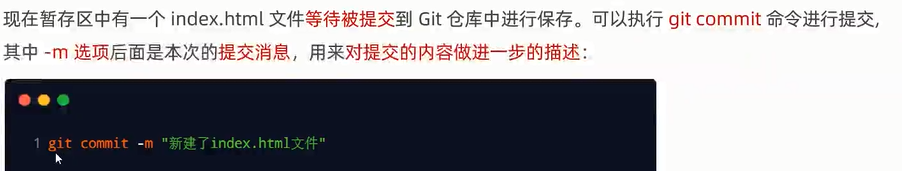 现在暂存区中有一个 index.html 文件等待被提交到 Git 仓库中进行保存。可以执行 git commit 命令进行提交,
其中 -m 选项后面是本次的提交消息，用来对提交的内容做进一步的描述：
1 git commit -m "新建了index.html文件"